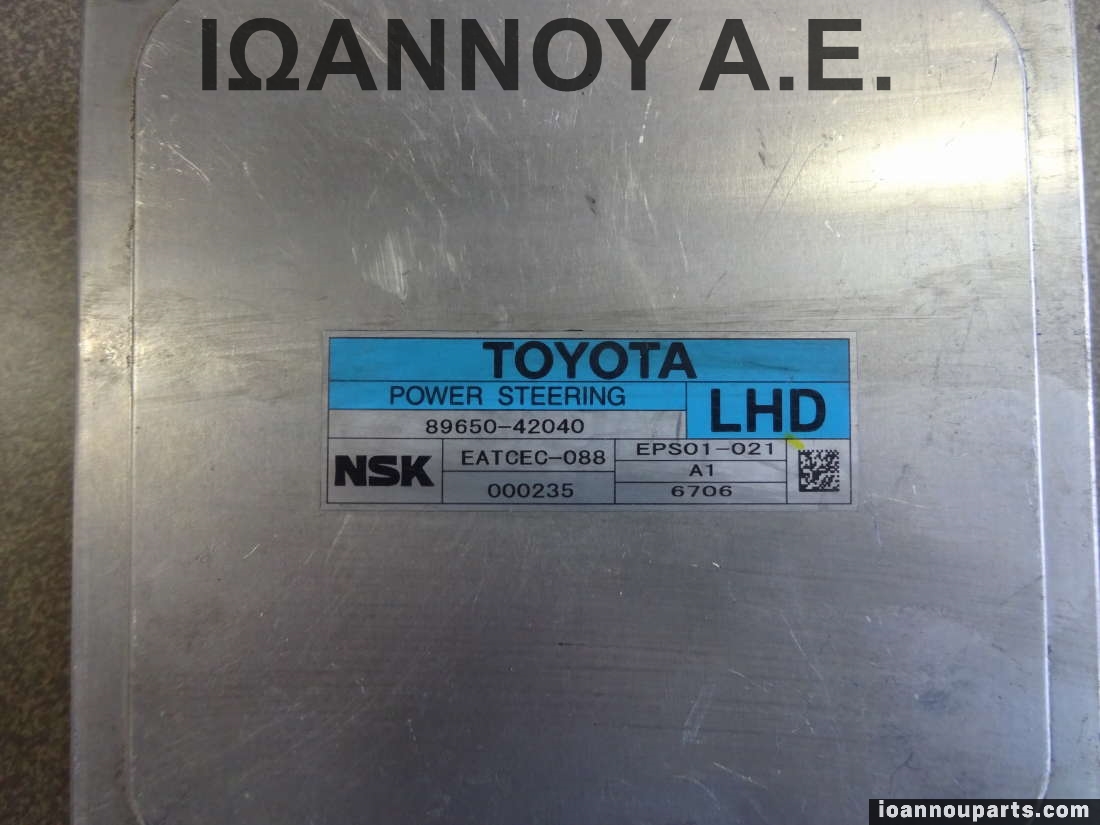 ΙΩΑΝΝΟΥ Α.Ε.
TOYOTA
POWER STEERING
LHD
89650-42040
NSK
EATCEC-088
EPS01-021
A1
000235
6706
ioannouparts.com